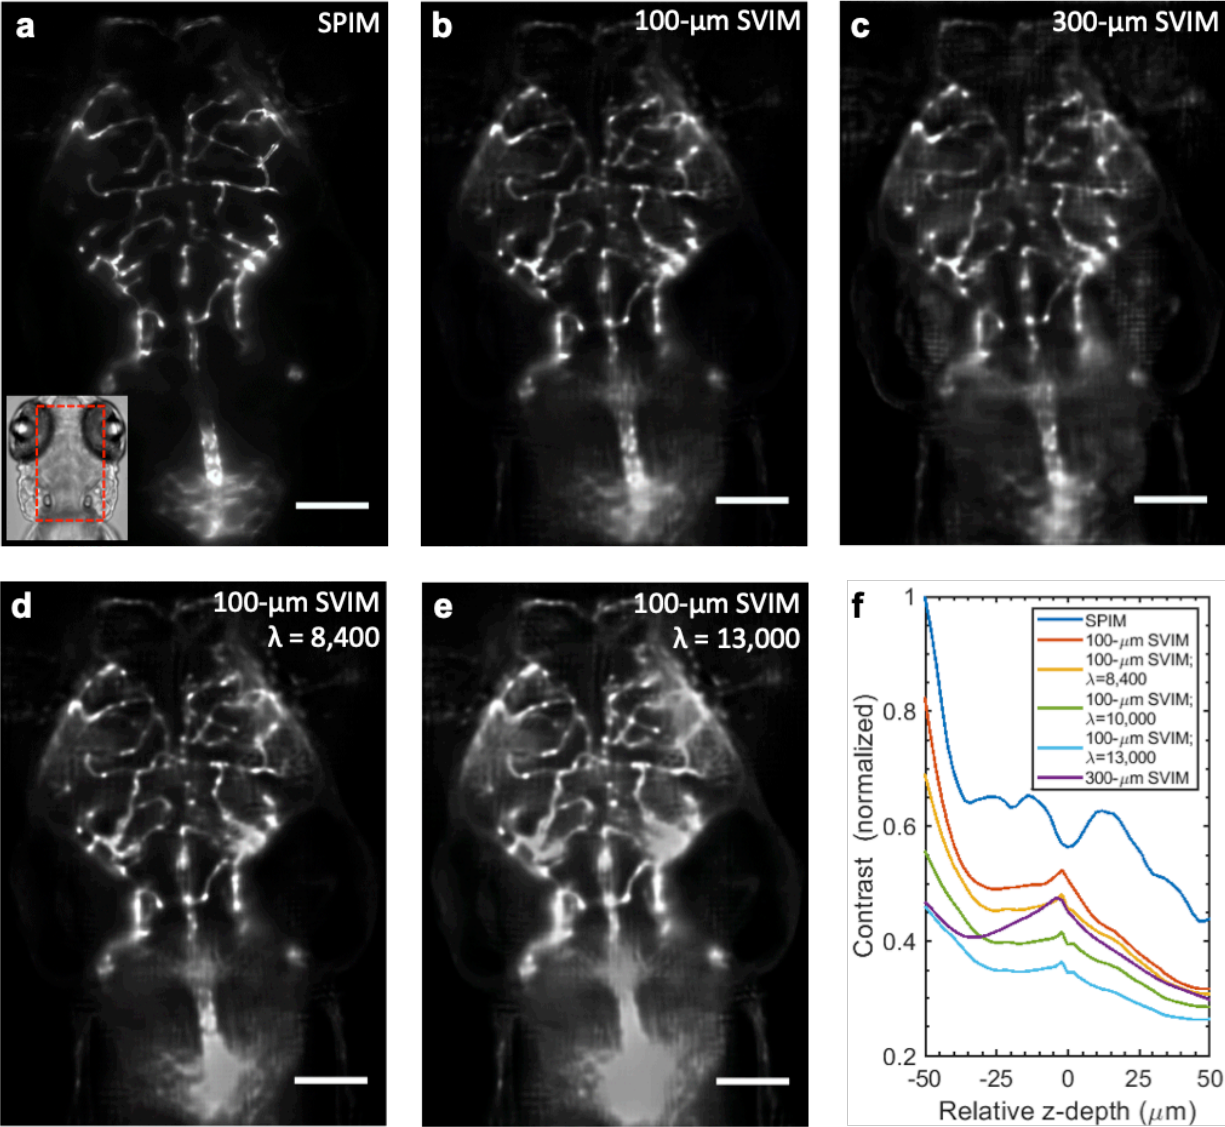 a
SPIM
b
100-μm SVIM
c
300-μm SVIM
d
100-μm SVIM
λ = 8,400
e
100-μm SVIM
λ = 13,000
f
1
0.8
0.6
0.4
0.2
Contrast (normalized)
SPIM
100-μm SVIM
100-μm SVIM;
λ=8,400
100-μm SVIM;
λ=10,000
100-μm SVIM;
λ=13,000
300-μm SVIM
-50
-25
0
25
50
Relative z-depth (μm)